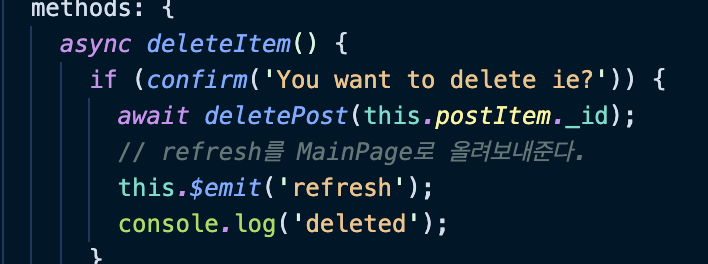 methods: {
async deleteItem() {
if (confirm('You want to delete ie?')) {
await deletePost(this.postItem._id);
// refresh를 MainPage로 올려보내준다.
this.$emit('refresh');
console.log('deleted');
}